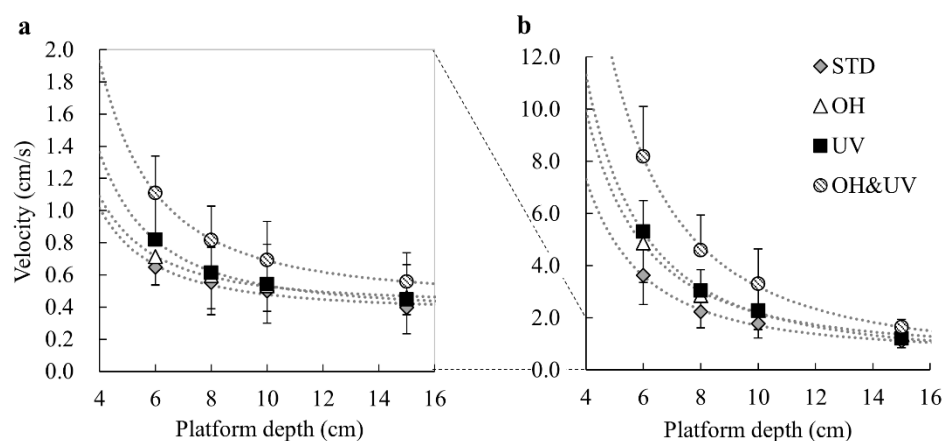 a
2.0
1.8
1.6
1.4
1.2
1.0
0.8
0.6
0.4
0.2
0.0
Velocity (cm/s)
4 6 8 10 12 14 16
Platform depth (cm)
b
12.0
10.0
8.0
6.0
4.0
2.0
0.0
4 6 8 10 12 14 16
Platform depth (cm)
STD
OH
UV
OH&UV